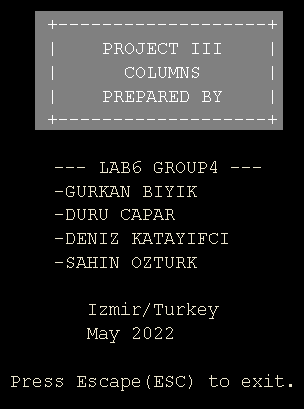 +-------------------+
| PROJECT III |
| COLUMNS |
| PREPARED BY |
+-------------------+
--- LAB6 GROUP4 ---
-GURKAN BIYIK
-DURU CAPAR
-DENIZ KATAYIFCI
-SAHIN OZTURK
Izmir/Turkey
May 2022
Press Escape(ESC) to exit.